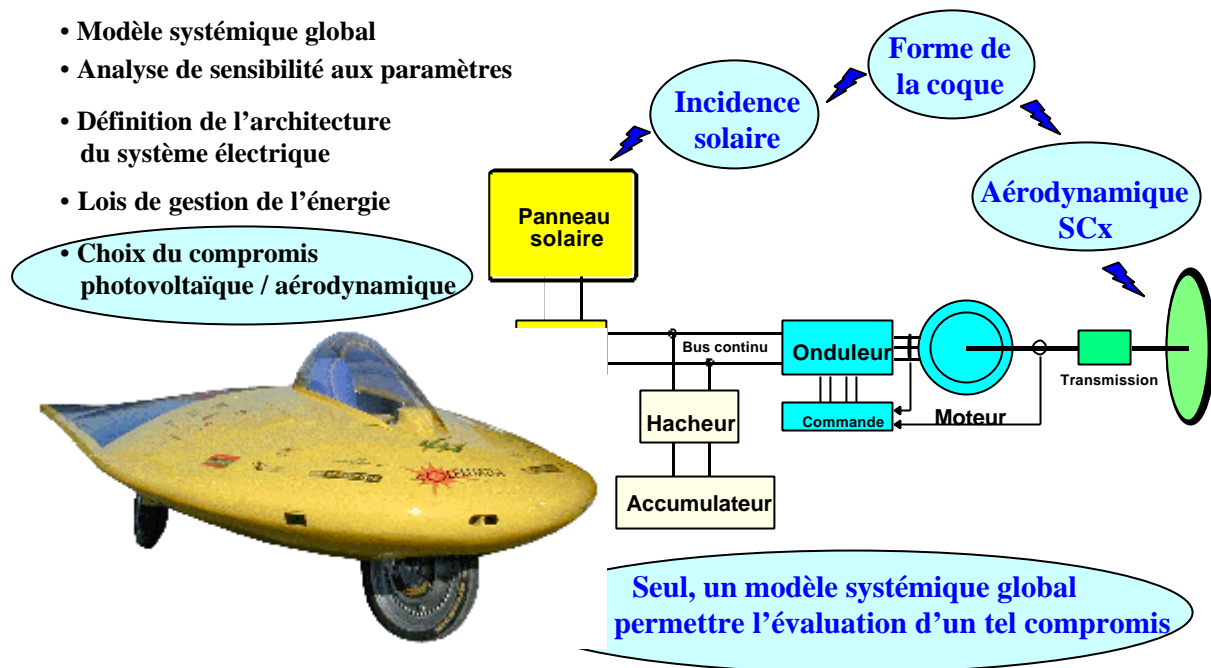 • Modèle systémique global
• Analyse de sensibilité aux paramètres
• Définition de l'architecture
du système électrique
• Lois de gestion de l'énergie
• Choix du compromis
photovoltaïque / aérodynamique
Forme de
la coque
Incidence
solaire
Aérodynamique
SCx
Panneau
solaire
Bus continu
Onduleur
Transmission
Commande
Moteur
Hacheur
Accumulateur
Seul, un modèle systémique global
permettre l'évaluation d'un tel compromis